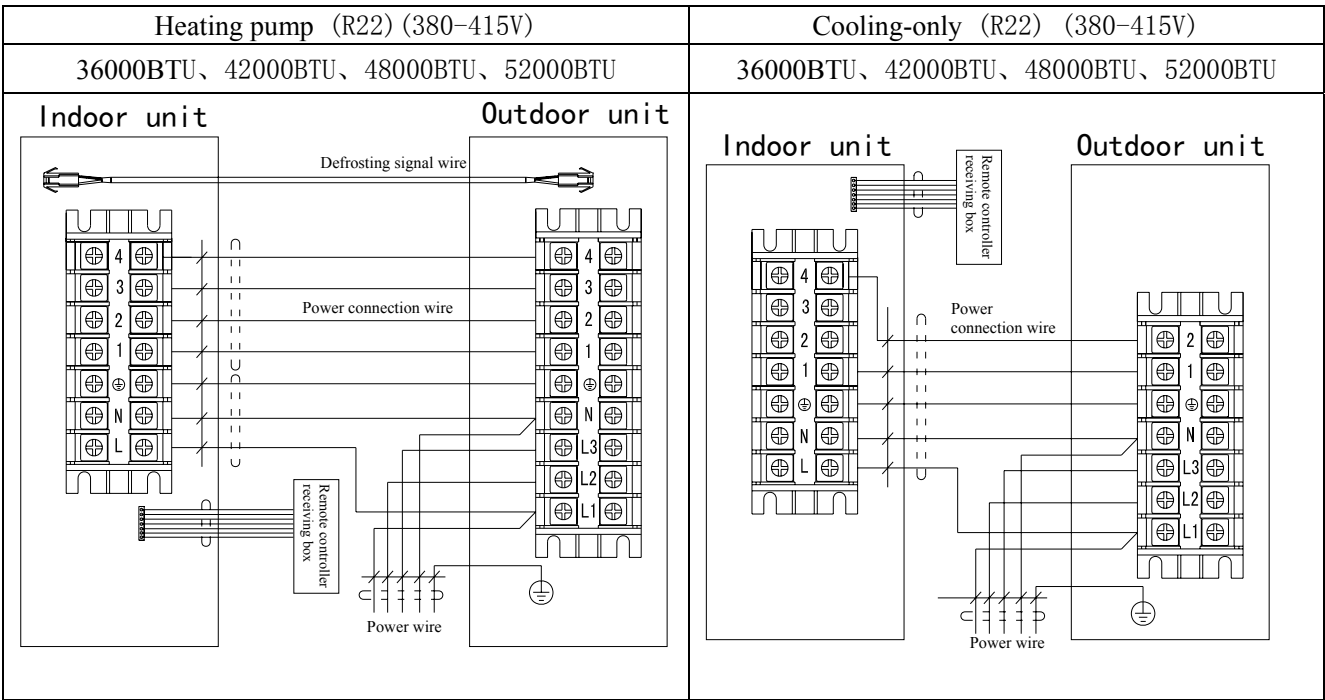 Heating pump (R22)(380-415V)
36000BTU、42000BTU、48000BTU、52000BTU
Indoor unit
Outdoor unit
Defrosting signal wire
4
3
2
1
N
L
Power connection wire
4
3
2
1
N
L3
L2
L1
Remote controller
receiving box
Power wire
Cooling-only (R22) (380-415V)
36000BTU、42000BTU、48000BTU、52000BTU
Indoor unit
Outdoor unit
Remote controller
receiving box
4
3
2
1
N
L
Power
connection wire
2
1
N
L3
L2
L1
Power wire